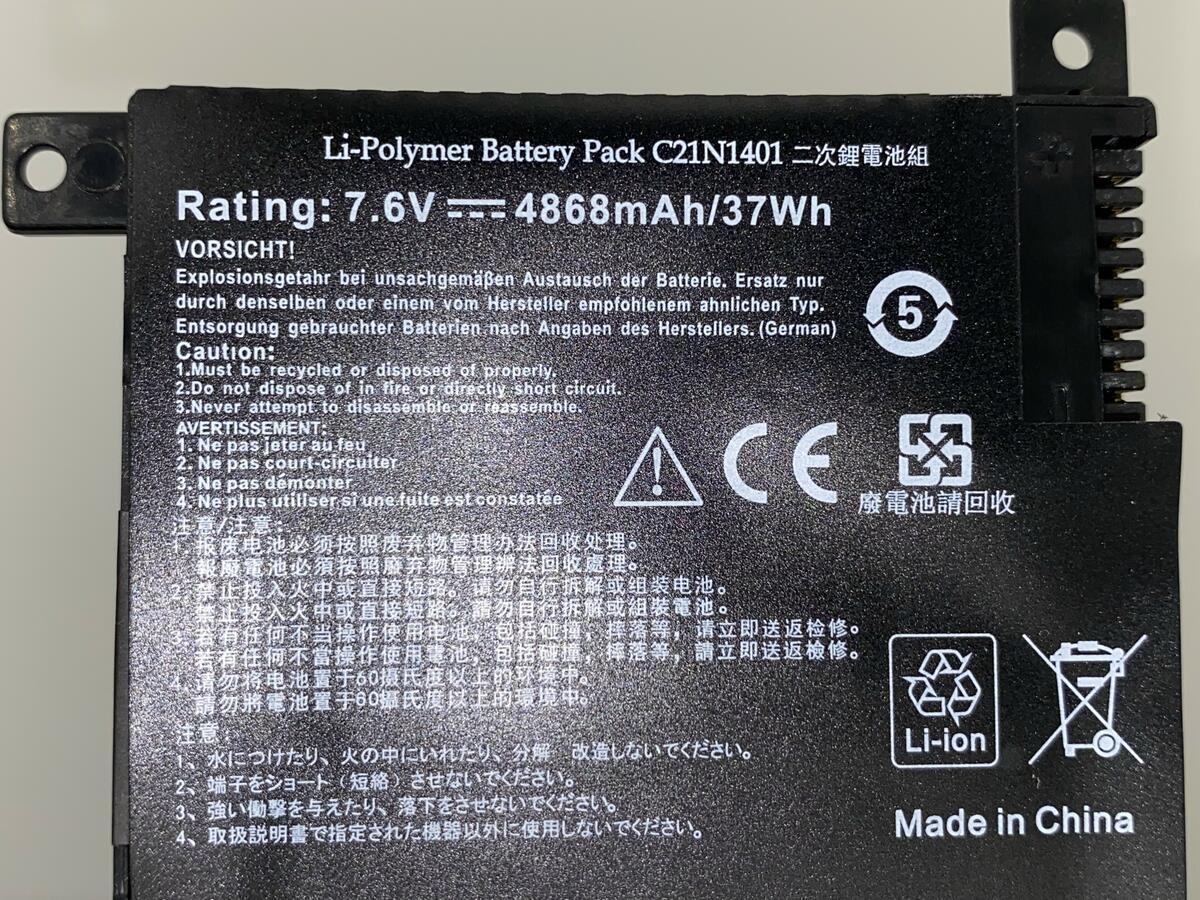 Li-Polymer Battery Pack C21N1401 二次鋰電池組
Rating: 7.6V 4868mAh/37Wh
VORSICHT!
Explosionsgetahr bei unsachgemäβen Austausch der Batterie. Ersatz nur
durch denselben oder einem vom Hersteller empfohlenem ahnlichen Typ.
Entsorgung gebrauchter Batterien nach Angaben des Herstellers. (German)
5
Caution:
1.Must be recycled or disposed of properly.
2.Do not dispose of in fire or directly short circuit.
3.Never attempt to disassemble or reassemble.
AVERTISSEMENT:
1. Ne pas jeter au feu
2. Ne pas court-circuiter
3. Ne pas démonter
4. Ne plus utiliser si une fuite est constatée
CE
廢電池請回收
注意/注意:
1. 报废电池必须按照废弃物管理办法回收处理。
報廢電池必須按照廢弃物管理辦法回收處理。
2. 禁止投入火中或直接短路。请勿自行拆解或组装电池。
禁止投入火中或直接短路。請勿自行拆解或組裝電池。
3. 若有任何不当操作使用电池，包括碰撞，摔落等，请立即送返检修。
若有任何不當操作使用電池，包括碰撞，摔落等，請立即送返檢修。
4. 请勿将电池置于60摄氏度以上的环境中。
請勿將電池置于60攝氏度以上的環境中。
注意:
1、水につけたり、火の中にいれたり、分解 改造しないでください。
2、端子をショート（短絡）させないでください。
3、強い働撃を与えたり、落下をさせないでください。
4、取扱説明書で指定された機器以外に使用しないでください。
Li-ion
Made in China